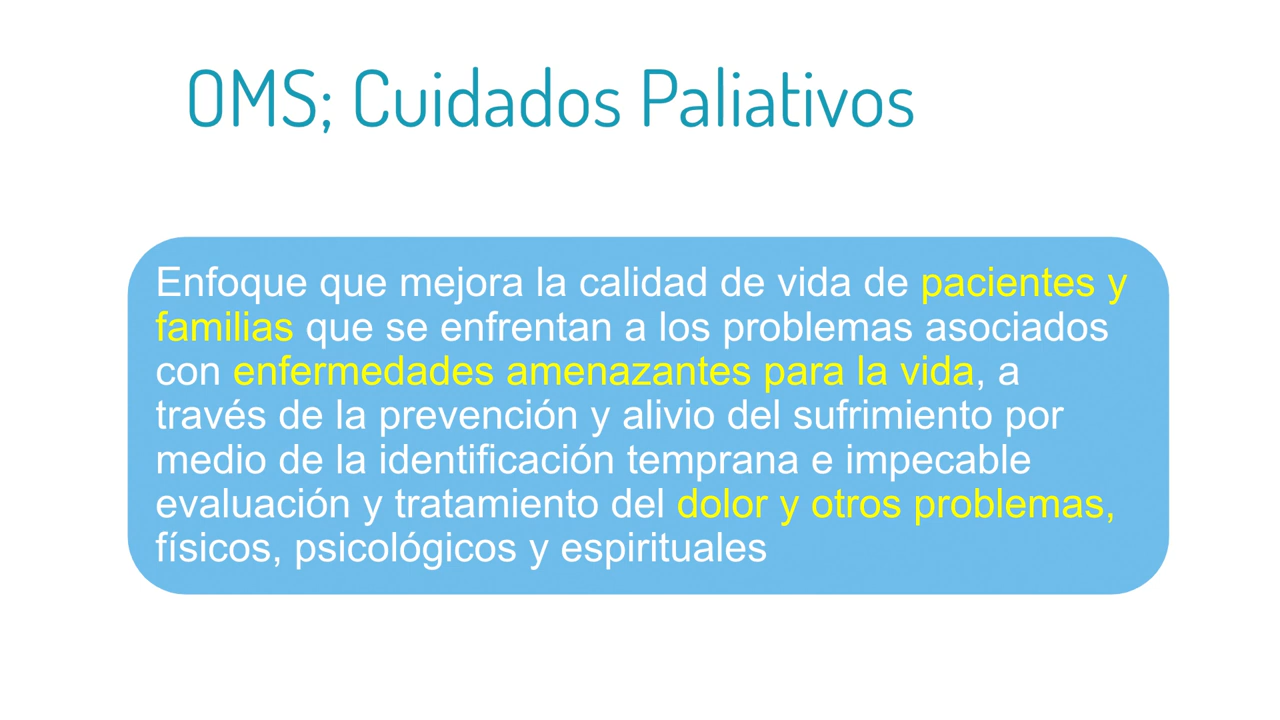 OMS; Cuidados Paliativos
Enfoque que mejora la calidad de vida de pacientes y
familias que se enfrentan a los problemas asociados
con enfermedades amenazantes para la vida, a
través de la prevención y alivio del sufrimiento por
medio de la identificación temprana e impecable
evaluación y tratamiento del dolor y otros problemas,
físicos, psicológicos y espirituales